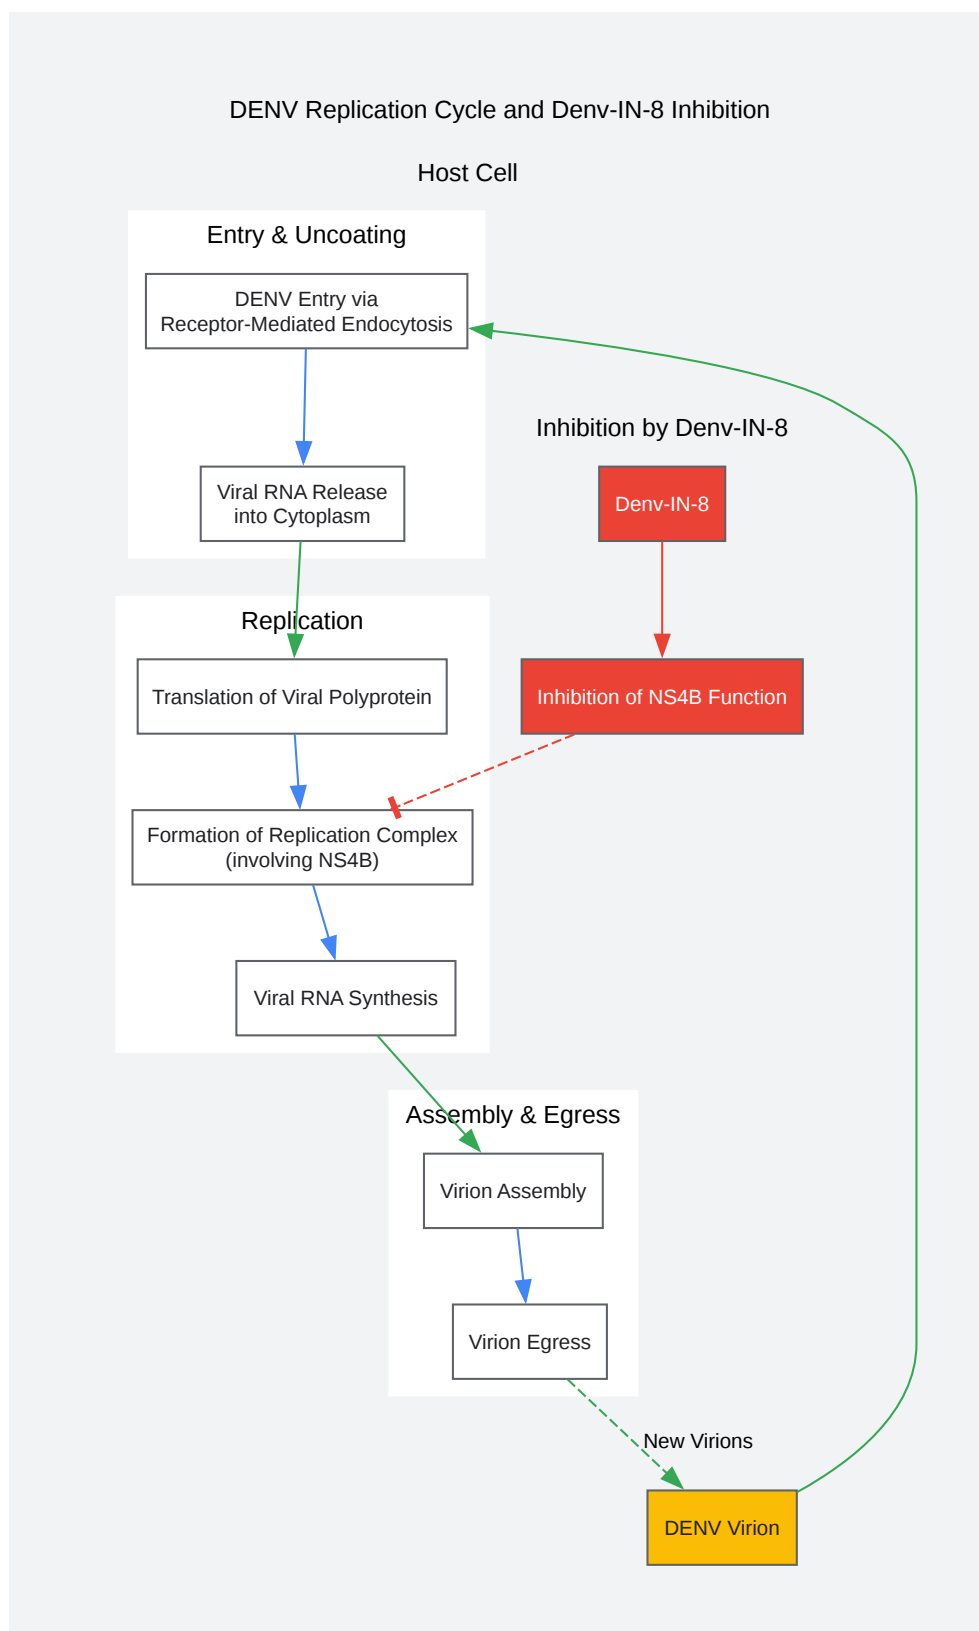 DENV Replication Cycle and Denv-IN-8 Inhibition
Host Cell
Entry & Uncoating
DENV Entry via
Receptor-Mediated Endocytosis
Viral RNA Release
into Cytoplasm
Inhibition by Denv-IN-8
Denv-IN-8
Inhibition of NS4B Function
Replication
Translation of Viral Polyprotein
Formation of Replication Complex
(involving NS4B)
Viral RNA Synthesis
Assembly & Egress
Virion Assembly
Virion Egress
New Virions
DENV Virion